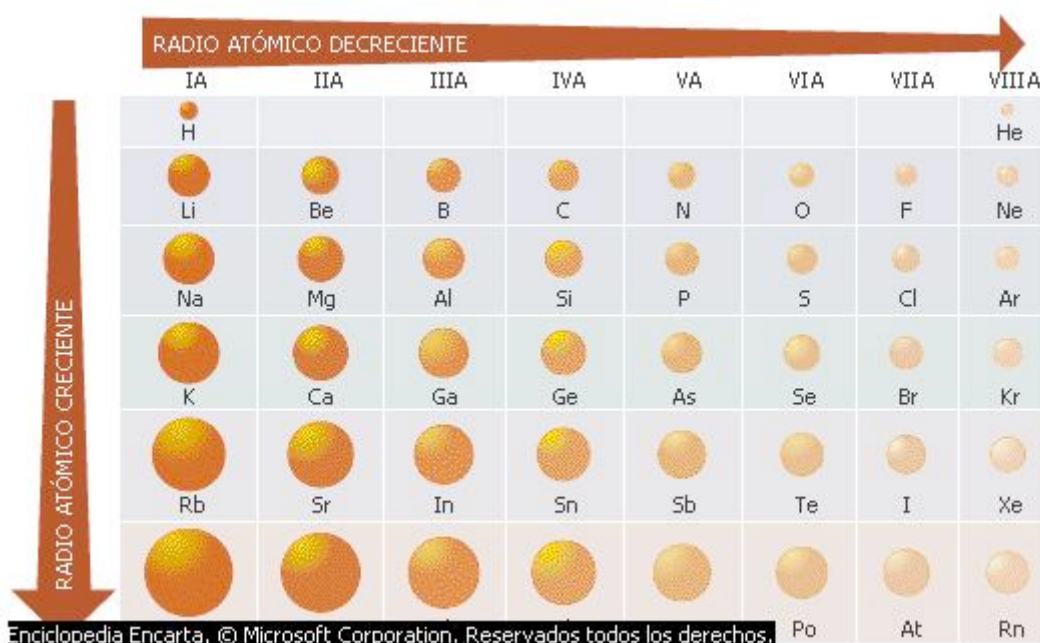 RADIO ATÓMICO DECRECIENTE
IA IIA IIIA IVA VA VIA VIIA VIIIA
RADIO ATÓMICO CRECIENTE
H He
Li Be B C N O F Ne
Na Mg Al Si P S Cl Ar
K Ca Ga Ge As Se Br Kr
Rb Sr In Sn Sb Te I Xe
Po At Rn
Enciclopedia Encarta, © Microsoft Corporation. Reservados todos los derechos.